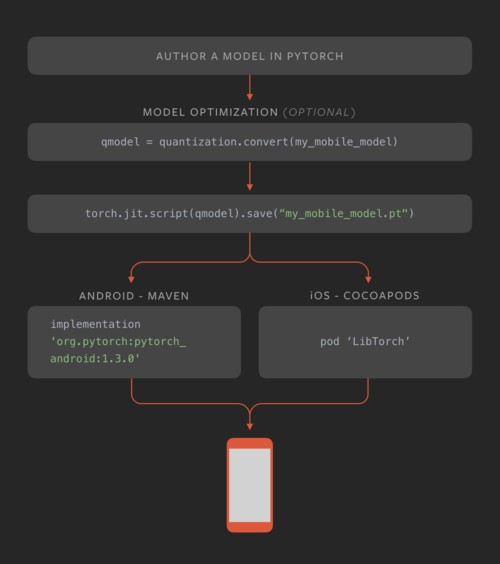 AUTHOR A MODEL IN PYTORCH
MODEL OPTIMIZATION (OPTIONAL)
qmodel = quantization.convert(my_mobile_model)
torch.jit.script(qmodel).save(“my_mobile_model.pt”)
ANDROID - MAVEN
implementation
'org.pytorch:pytorch_
android:1.3.0'
iOS - COCOAPODS
pod ‘LibTorch’